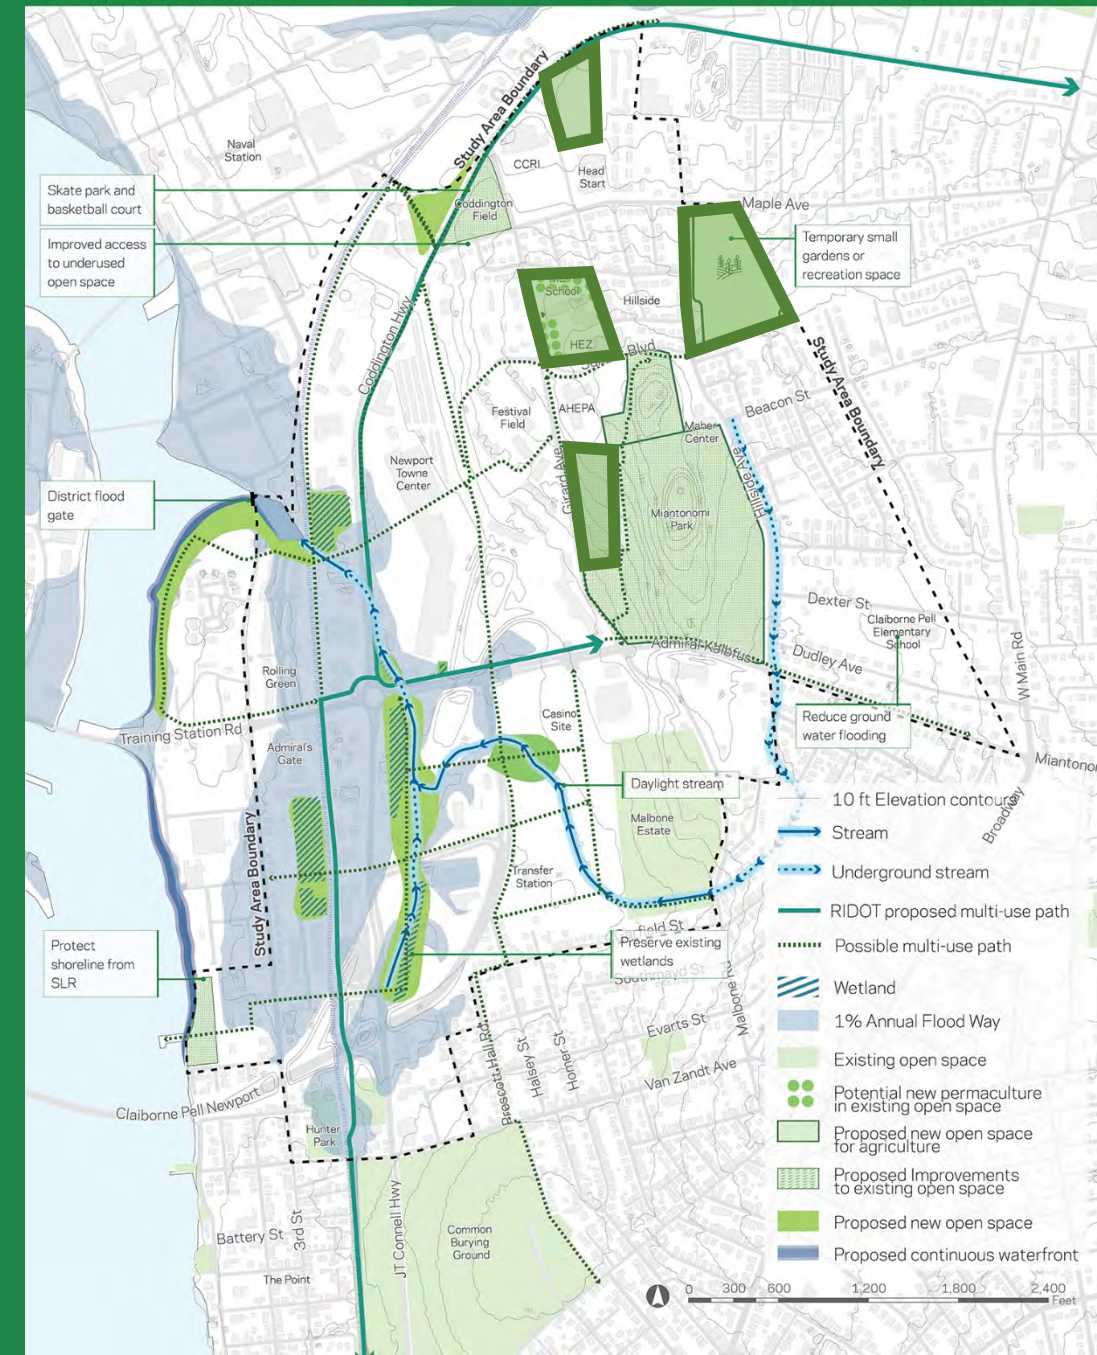 Naval
Station
Study Area Boundary
CCRI
Head
Start
Skate park and
basketball court
Coddington
Field
Maple Ave
Improved access
to underused
open space
Temporary small
gardens or
recreation space
School
Hillside
HEZ
Blvd
Coddington Hwy
Study Area Boundary
Festival
Field
AHEPA
Beacon St
Maher
Center
Newport
Towne
Center
Girard Ave
Hillside Ave
District flood
gate
Miantonomi
Park
Dexter St
Claiborne Pell
Elementary
School
Admiral Kalbfus
Dudley Ave
W Main Rd
Rolling
Green
Casino
Site
Reduce ground
water flooding
Training Station Rd
Admiral's
Gate
Miantono
Daylight stream
Broadway
Malbone
Estate
Study Area Boundary
Transfer
Station
10 ft Elevation contours
Stream
Underground stream
RIDOT proposed multi-use path
Possible multi-use path
Wetland
1% Annual Flood Way
Existing open space
Potential new permaculture
in existing open space
Proposed new open space
for agriculture
Proposed Improvements
to existing open space
Proposed new open space
Proposed continuous waterfront
Protect
shoreline from
SLR
Garfield St
Preserve existing
wetlands
Southmayd St
Malbone Rd
Evarts St
Prescott Hall Rd
Halsey St
Homer St
Van Zandt Ave
Claiborne Pell Newport
Hunter
Park
JT Connell Hwy
Battery St
3rd St
Common
Burying
Ground
The Point
0 300 600 1,200 1,800 2,400
Feet